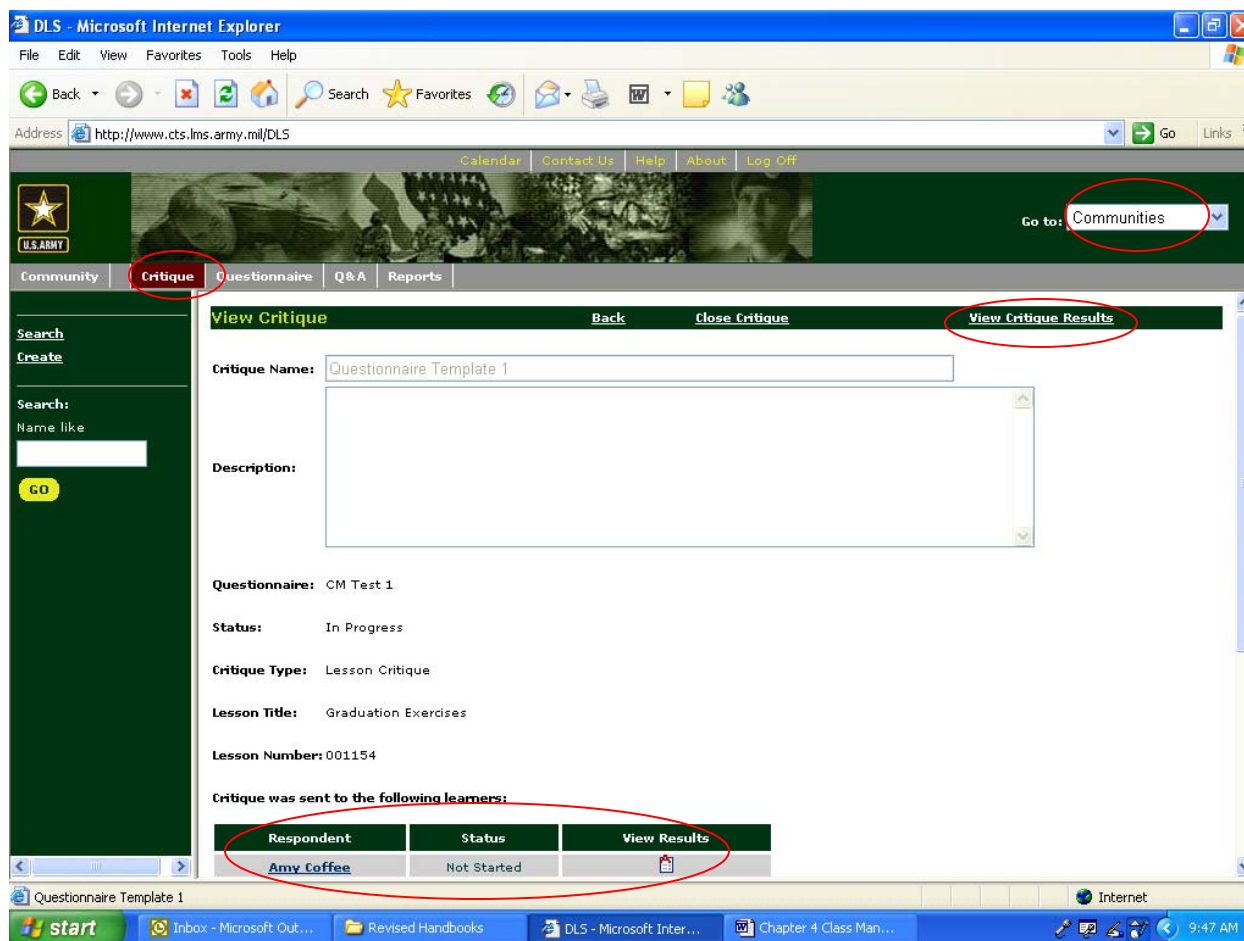 DLS - Microsoft Internet Explorer
File Edit View Favorites Tools Help
Back Search Favorites
Address http://www.cts.lms.army.mil/DLS Go Links
Calendar Contact Us Help About Log Off
U.S.ARMY
Go to: Communities
Community Critique Questionnaire Q&A Reports
View Critique Back Close Critique View Critique Results
Search
Create
Search:
Name like
GO
Critique Name: Questionnaire Template 1
Description:
Questionnaire: CM Test 1
Status: In Progress
Critique Type: Lesson Critique
Lesson Title: Graduation Exercises
Lesson Number: 001154
Critique was sent to the following learners:
Respondent Status View Results
Amy Coffee Not Started
Questionnaire Template 1 Internet
start Inbox - Microsoft Out... Revised Handbooks DLS - Microsoft Inter... Chapter 4 Class Man... 9:47 AM